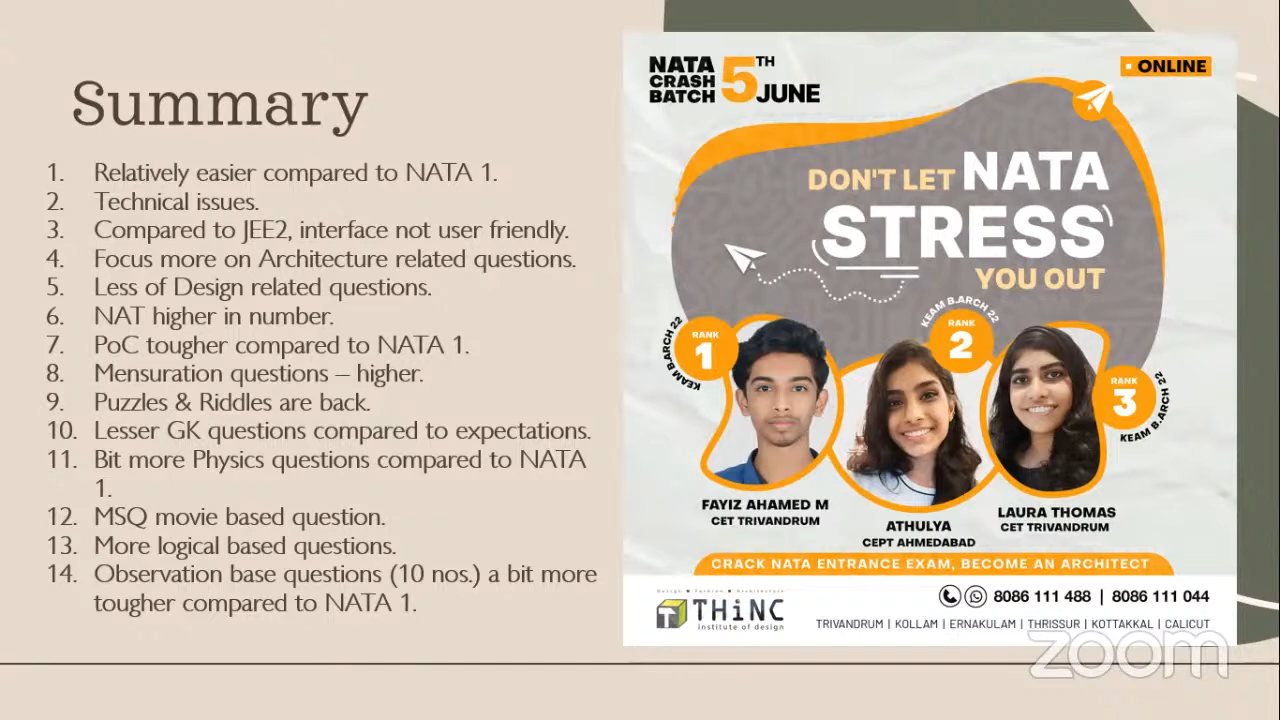 Summary
1. Relatively easier compared to NATA 1.
2. Technical issues.
3. Compared to JEE2, interface not user friendly.
4. Focus more on Architecture related questions.
5. Less of Design related questions.
6. NAT higher in number.
7. PoC tougher compared to NATA 1.
8. Mensuration questions – higher.
9. Puzzles & Riddles are back.
10. Lesser GK questions compared to expectations.
11. Bit more Physics questions compared to NATA
1.
12. MSQ movie based question.
13. More logical based questions.
14. Observation base questions (10 nos.) a bit more
tougher compared to NATA 1.
NATA
CRASH
BATCH
5TH
JUNE
ONLINE
DON'T LET NATA
STRESS
YOU OUT
RANK
1
KEAM B.ARCH 22
RANK
2
KEAM B.ARCH 22
RANK
3
KEAM B.ARCH 22
FAYIZ AHAMED M
CET TRIVANDRUM
ATHULYA
CEPT AHMEDABAD
LAURA THOMAS
CET TRIVANDRUM
CRACK NATA ENTRANCE EXAM, BECOME AN ARCHITECT
Design Fashion Architecture
T THiNC
institute of design
8086 111 488 | 8086 111 044
TRIVANDRUM | KOLLAM | ERNAKULAM | THRISSUR | KOTTAKKAL | CALICUT
zoom